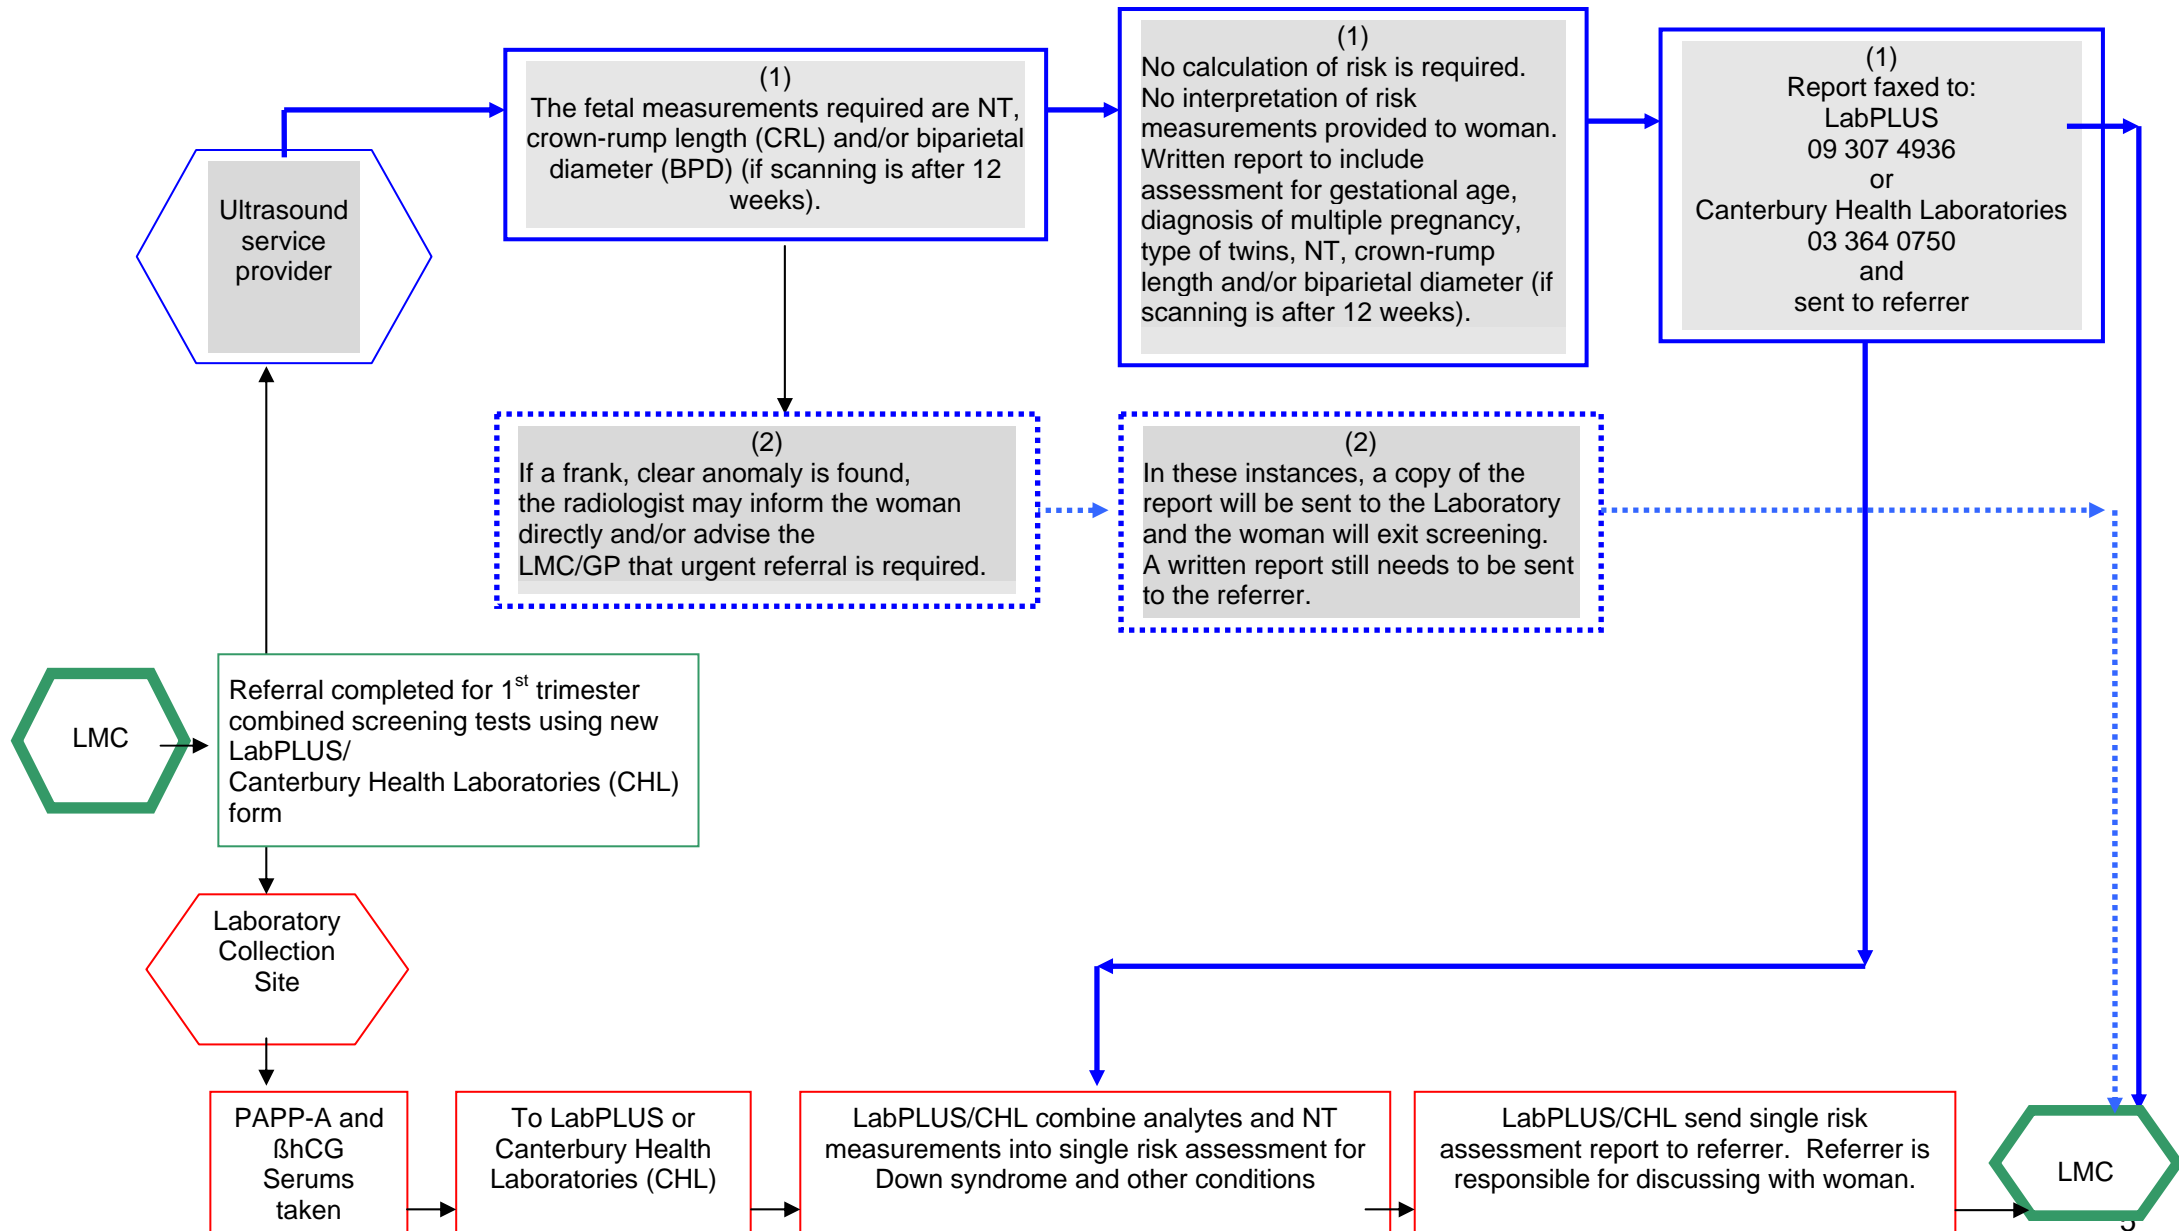 (1)
The fetal measurements required are NT,
crown-rump length (CRL) and/or biparietal
diameter (BPD) (if scanning is after 12
weeks).
(1)
No calculation of risk is required.
No interpretation of risk
measurements provided to woman.
Written report to include
assessment for gestational age,
diagnosis of multiple pregnancy,
type of twins, NT, crown-rump
length and/or biparietal diameter (if
scanning is after 12 weeks).
(1)
Report faxed to:
LabPLUS
09 307 4936
or
Canterbury Health Laboratories
03 364 0750
and
sent to referrer
Ultrasound
service
provider
(2)
If a frank, clear anomaly is found,
the radiologist may inform the woman
directly and/or advise the
LMC/GP that urgent referral is required.
(2)
In these instances, a copy of the
report will be sent to the Laboratory
and the woman will exit screening.
A written report still needs to be sent
to the referrer.
LMC
Referral completed for 1st trimester
combined screening tests using new
LabPLUS/
Canterbury Health Laboratories (CHL)
form
Laboratory
Collection
Site
PAPP-A and
ßhCG
Serums
taken
To LabPLUS or
Canterbury Health
Laboratories (CHL)
LabPLUS/CHL combine analytes and NT
measurements into single risk assessment for
Down syndrome and other conditions
LabPLUS/CHL send single risk
assessment report to referrer.  Referrer is
responsible for discussing with woman.
LMC
5